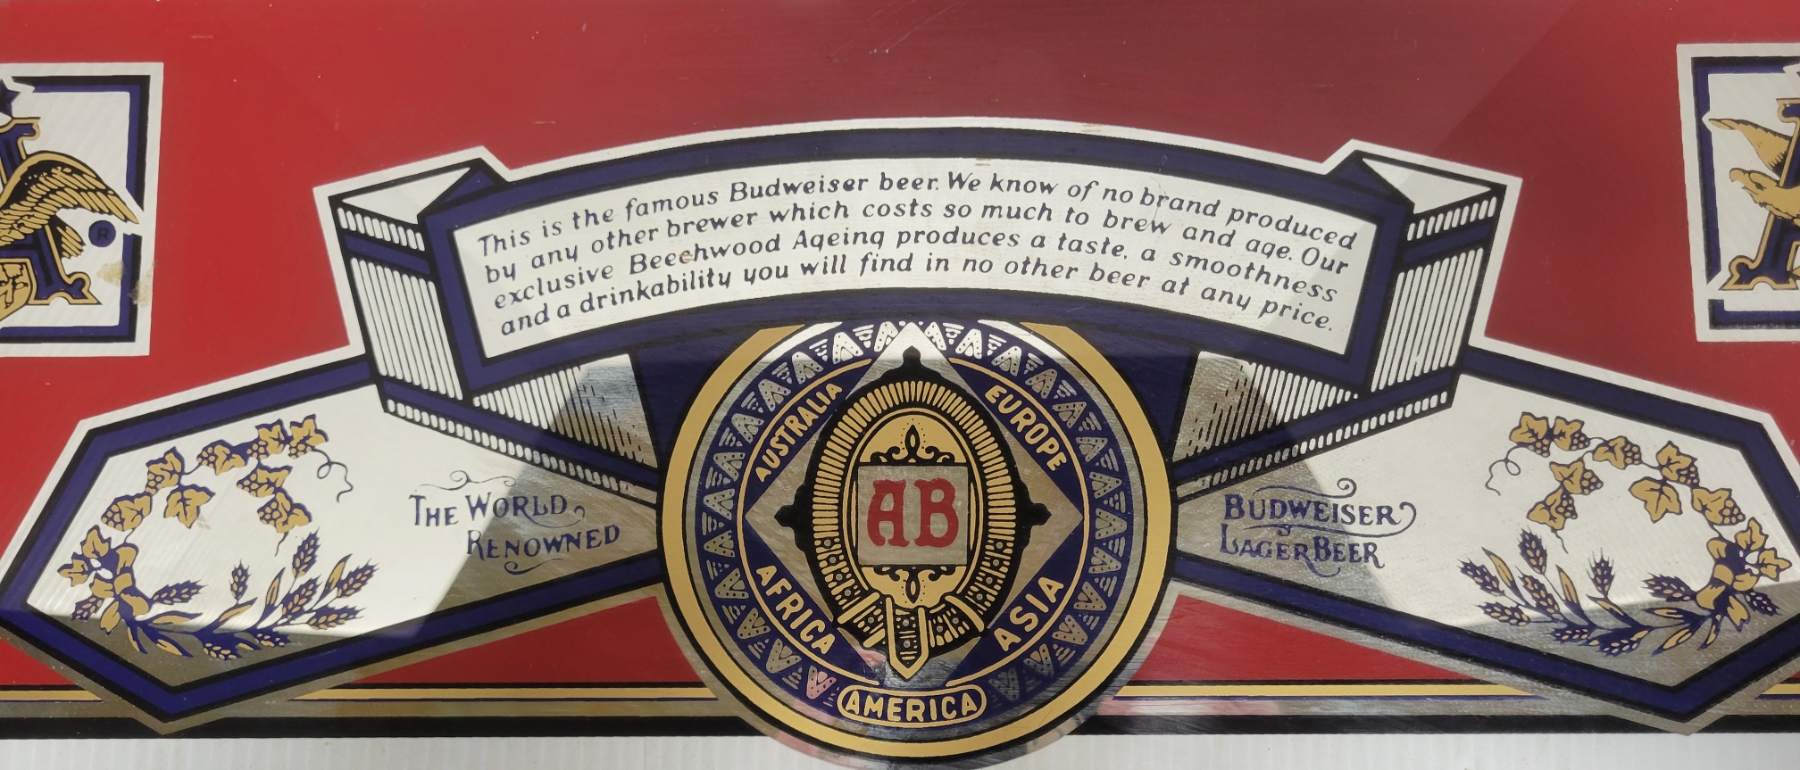 This is the famous Budweiser beer. We know of no brand produced
by any other brewer which costs so much to brew and age. Our
exclusive Beechwood Ageing produces a taste, a smoothness
and a drinkability you will find in no other beer at any price.
AUSTRALIA
EUROPE
THE WORLD
RENOWNED
AB
BUDWEISER
LAGER BEER
AFRICA
ASIA
AMERICA
®